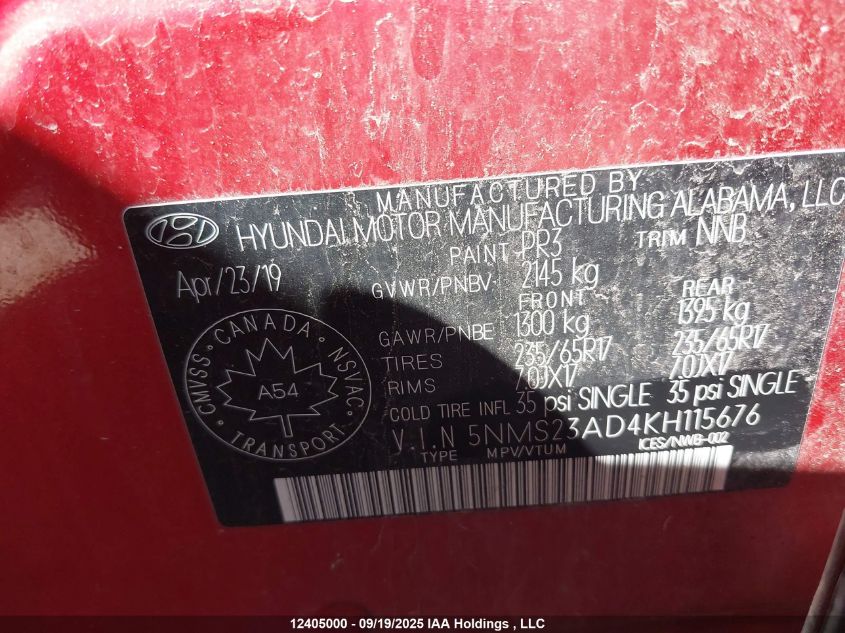 MANUFACTURED BY
HYUNDAI MOTOR MANUFACTURING ALABAMA, LLC
PAINT PR3 TRIM NNB
Apr/23/19
GVWR/PNBV 2145 kg
FRONT REAR
GAWR/PNBE 1300 kg 1395 kg
TIRES 235/65R17 235/65R17
RIMS 7.0JX17 7.0JX17
COLD TIRE INFL 35 psi SINGLE 35 psi SINGLE
V.I.N 5NMS23AD4KH115676
TYPE MPV/VTUM ICES/NMB-002
CANADA
CMVSS NSVAC
A54
TRANSPORT
12405000 - 09/19/2025 IAA Holdings , LLC